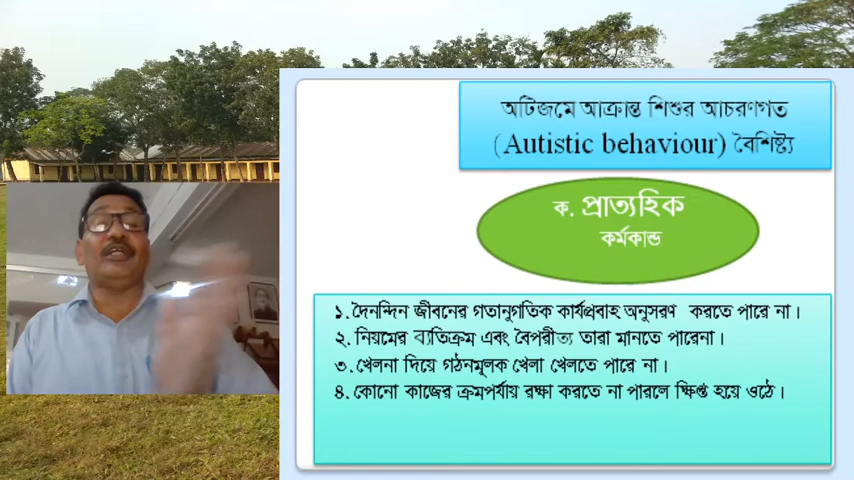 অটিজমে আক্রান্ত শিশুর আচরণগত
(Autistic behaviour) বৈশিষ্ট্য
ক. প্রাত্যহিক
কর্মকান্ড
১. দৈনন্দিন জীবনের গতানুগতিক কার্যপ্রবাহ অনুসরণ করতে পারে না।
২. নিয়মের ব্যতিক্রম এবং বৈপরীত্য তারা মানতে পারেনা।
৩. খেলনা দিয়ে গঠনমূলক খেলা খেলতে পারে না।
৪. কোনো কাজের ক্রমপর্যায় রক্ষা করতে না পারলে ক্ষিপ্ত হয়ে ওঠে।